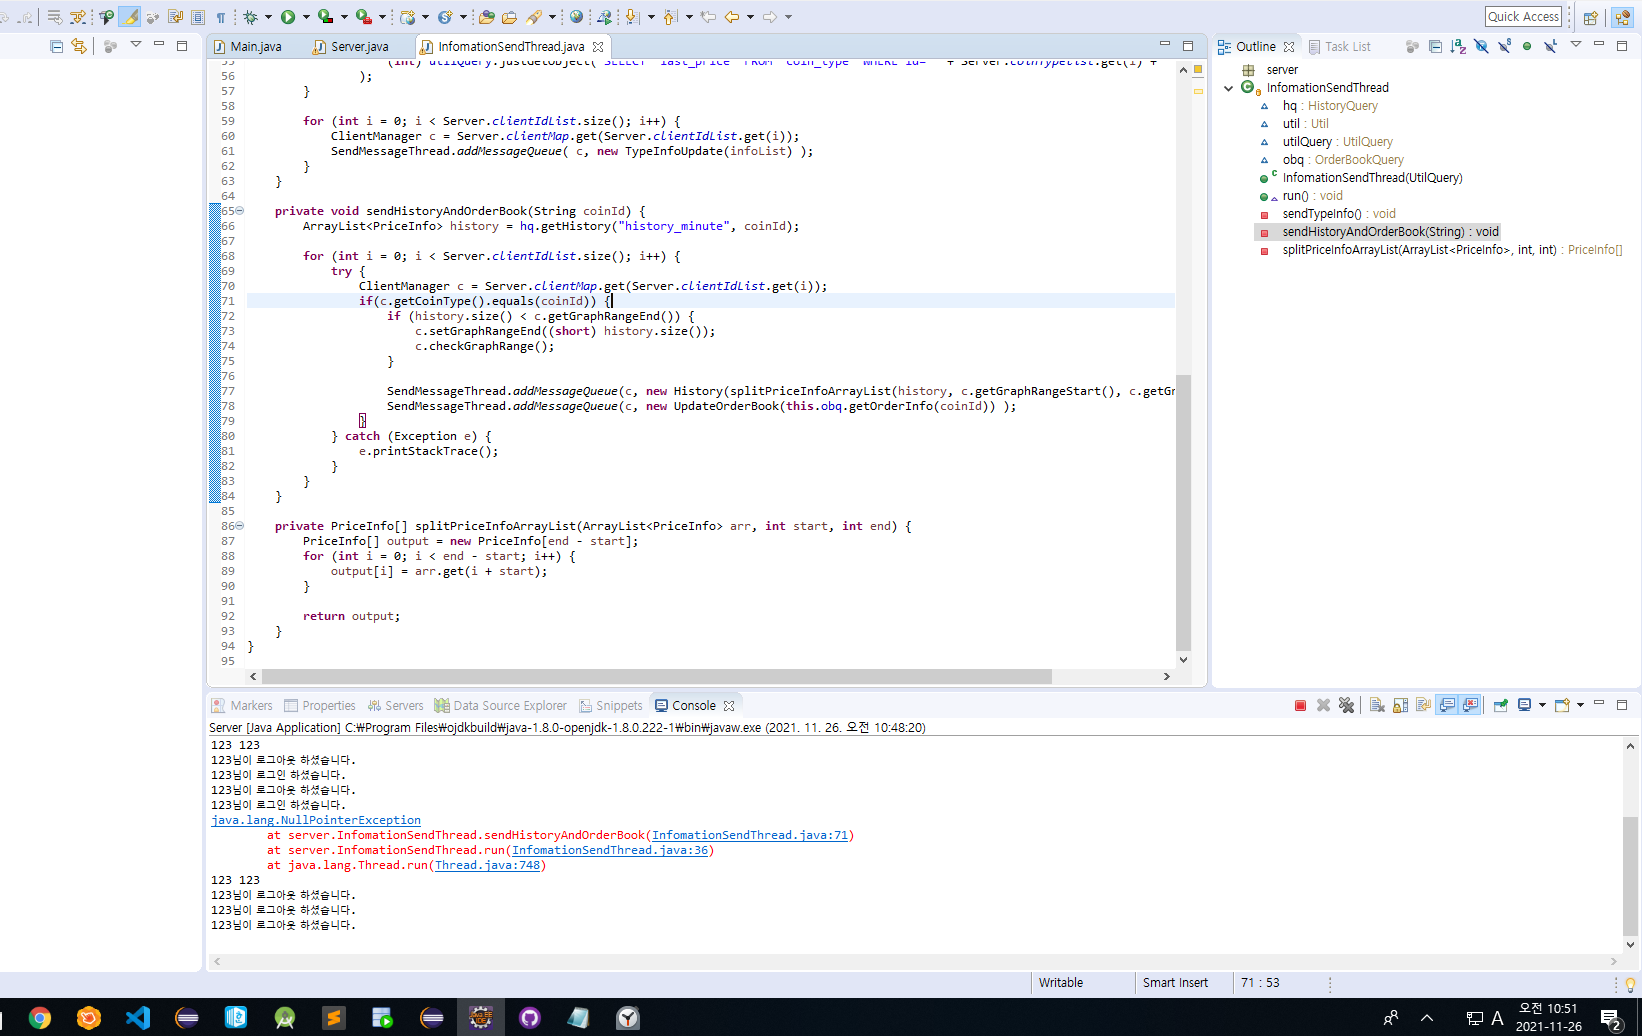 Quick Access
Main.java
Server.java
InfomationSendThread.java
Outline
Task List
56 );
57 }
58
59 for (int i = 0; i < Server.clientIdList.size(); i++) {
60 ClientManager c = Server.clientMap.get(Server.clientIdList.get(i));
61 SendMessageThread.addMessageQueue( c, new TypeInfoUpdate(infoList) );
62 }
63 }
64
65 private void sendHistoryAndOrderBook(String coinId) {
66 ArrayList<PriceInfo> history = hq.getHistory("history_minute", coinId);
67
68 for (int i = 0; i < Server.clientIdList.size(); i++) {
69 try {
70 ClientManager c = Server.clientMap.get(Server.clientIdList.get(i));
71 if(c.getCoinType().equals(coinId)) {
72 if (history.size() < c.getGraphRangeEnd()) {
73 c.setGraphRangeEnd((short) history.size());
74 c.checkGraphRange();
75 }
76
77 SendMessageThread.addMessageQueue(c, new History(splitPriceInfoArrayList(history, c.getGraphRangeStart(), c.getGr
78 SendMessageThread.addMessageQueue(c, new UpdateOrderBook(this.obq.getOrderInfo(coinId)) );
79 }
80 } catch (Exception e) {
81 e.printStackTrace();
82 }
83 }
84 }
85
86 private PriceInfo[] splitPriceInfoArrayList(ArrayList<PriceInfo> arr, int start, int end) {
87 PriceInfo[] output = new PriceInfo[end - start];
88 for (int i = 0; i < end - start; i++) {
89 output[i] = arr.get(i + start);
90 }
91
92 return output;
93 }
94 }
95
server
InfomationSendThread
hq : HistoryQuery
util : Util
utilQuery : UtilQuery
obq : OrderBookQuery
InfomationSendThread(UtilQuery)
run() : void
sendTypeInfo() : void
sendHistoryAndOrderBook(String) : void
splitPriceInfoArrayList(ArrayList<PriceInfo>, int, int) : PriceInfo[]
Markers
Properties
Servers
Data Source Explorer
Snippets
Console
Server [Java Application] C:₩Program Files₩ojdkbuild₩java-1.8.0-openjdk-1.8.0.222-1₩bin₩javaw.exe (2021. 11. 26. 오전 10:48:20)
123 123
123님이 로그아웃 하셨습니다.
123님이 로그인 하셨습니다.
123님이 로그아웃 하셨습니다.
123님이 로그인 하셨습니다.
java.lang.NullPointerException
at server.InfomationSendThread.sendHistoryAndOrderBook(InfomationSendThread.java:71)
at server.InfomationSendThread.run(InfomationSendThread.java:36)
at java.lang.Thread.run(Thread.java:748)
123 123
123님이 로그아웃 하셨습니다.
123님이 로그아웃 하셨습니다.
123님이 로그아웃 하셨습니다.
Writable
Smart Insert
71 : 53
A
오전 10:51
2021-11-26
2